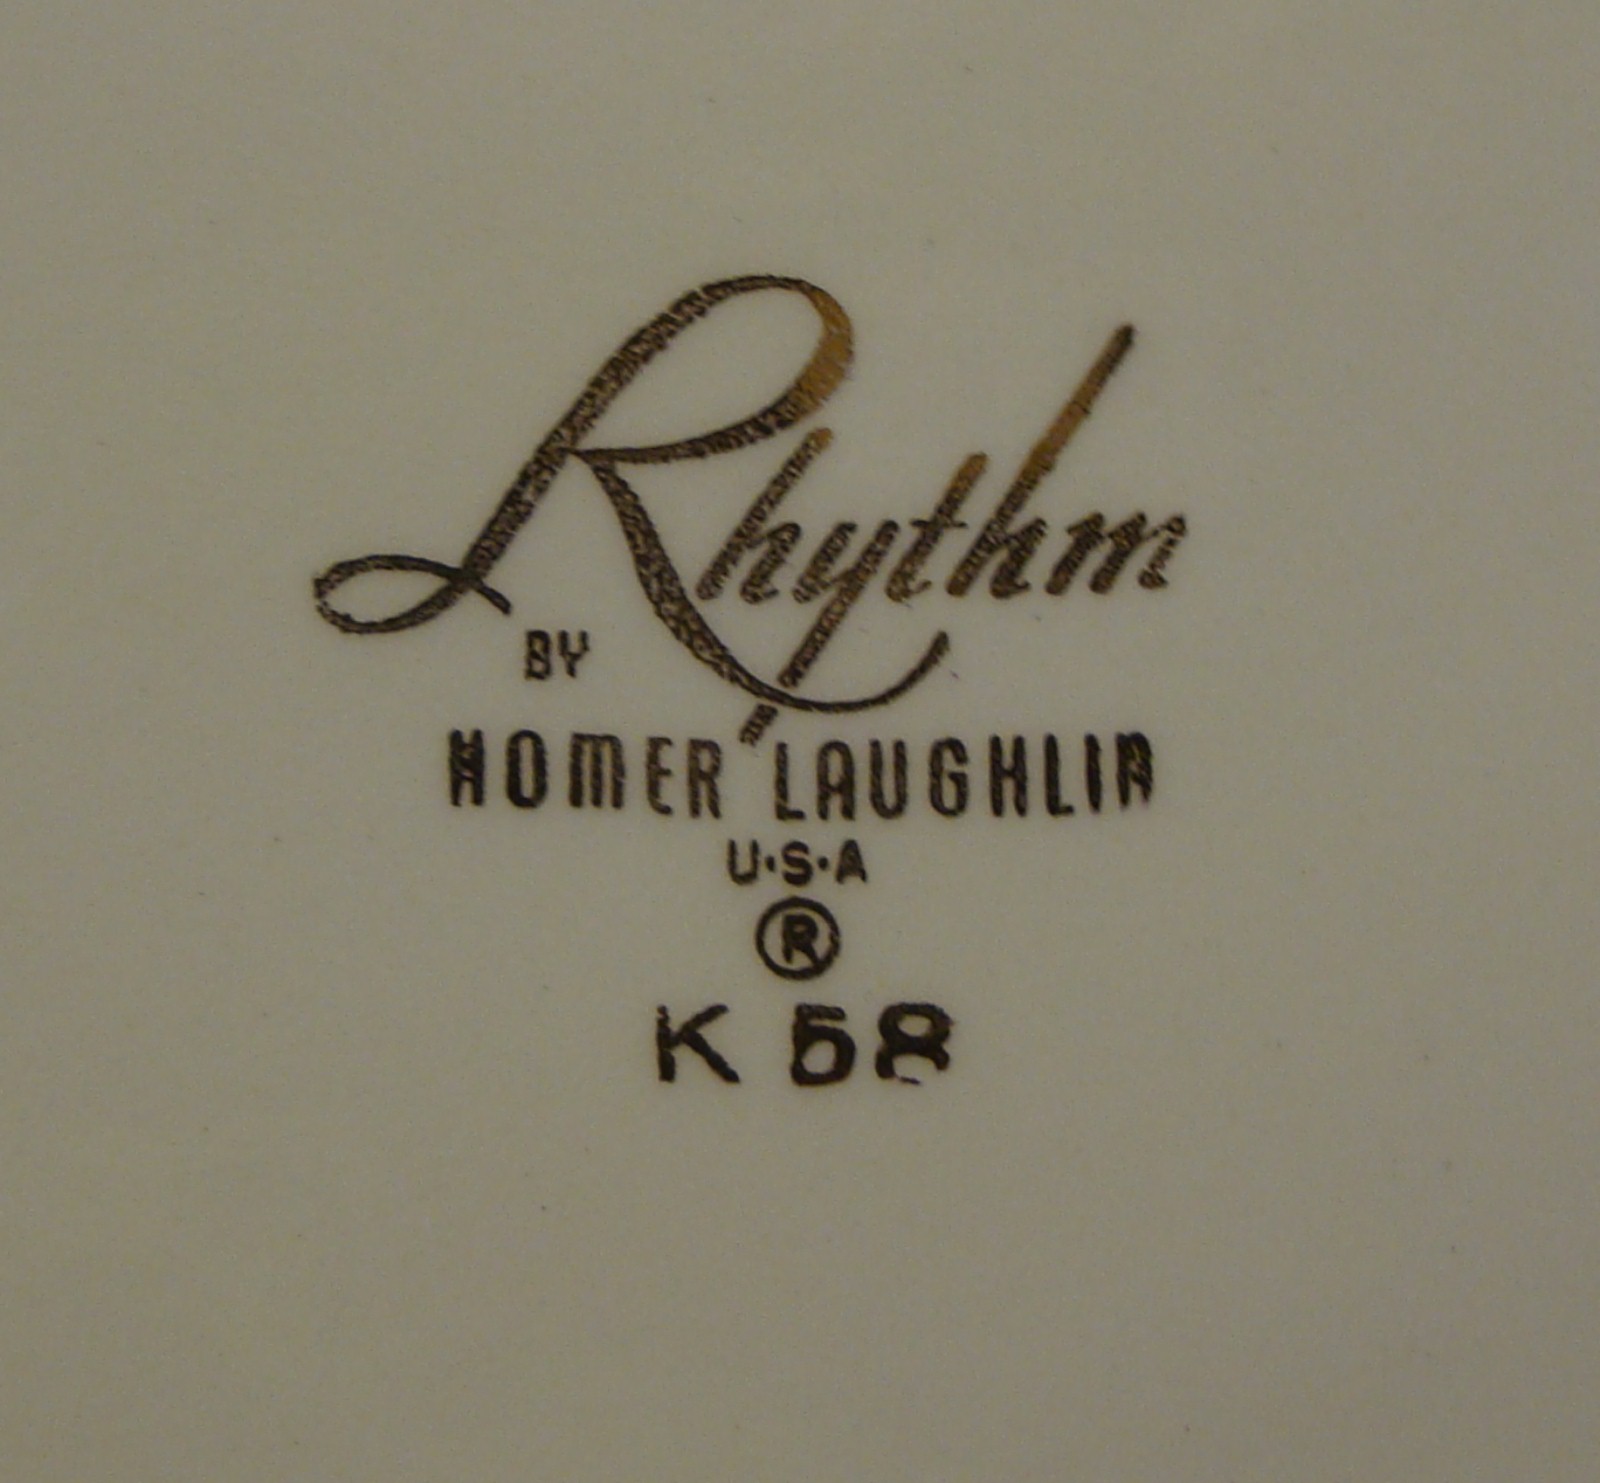 Rhythm
BY
HOMER LAUGHLIN
U·S·A
®
K 58